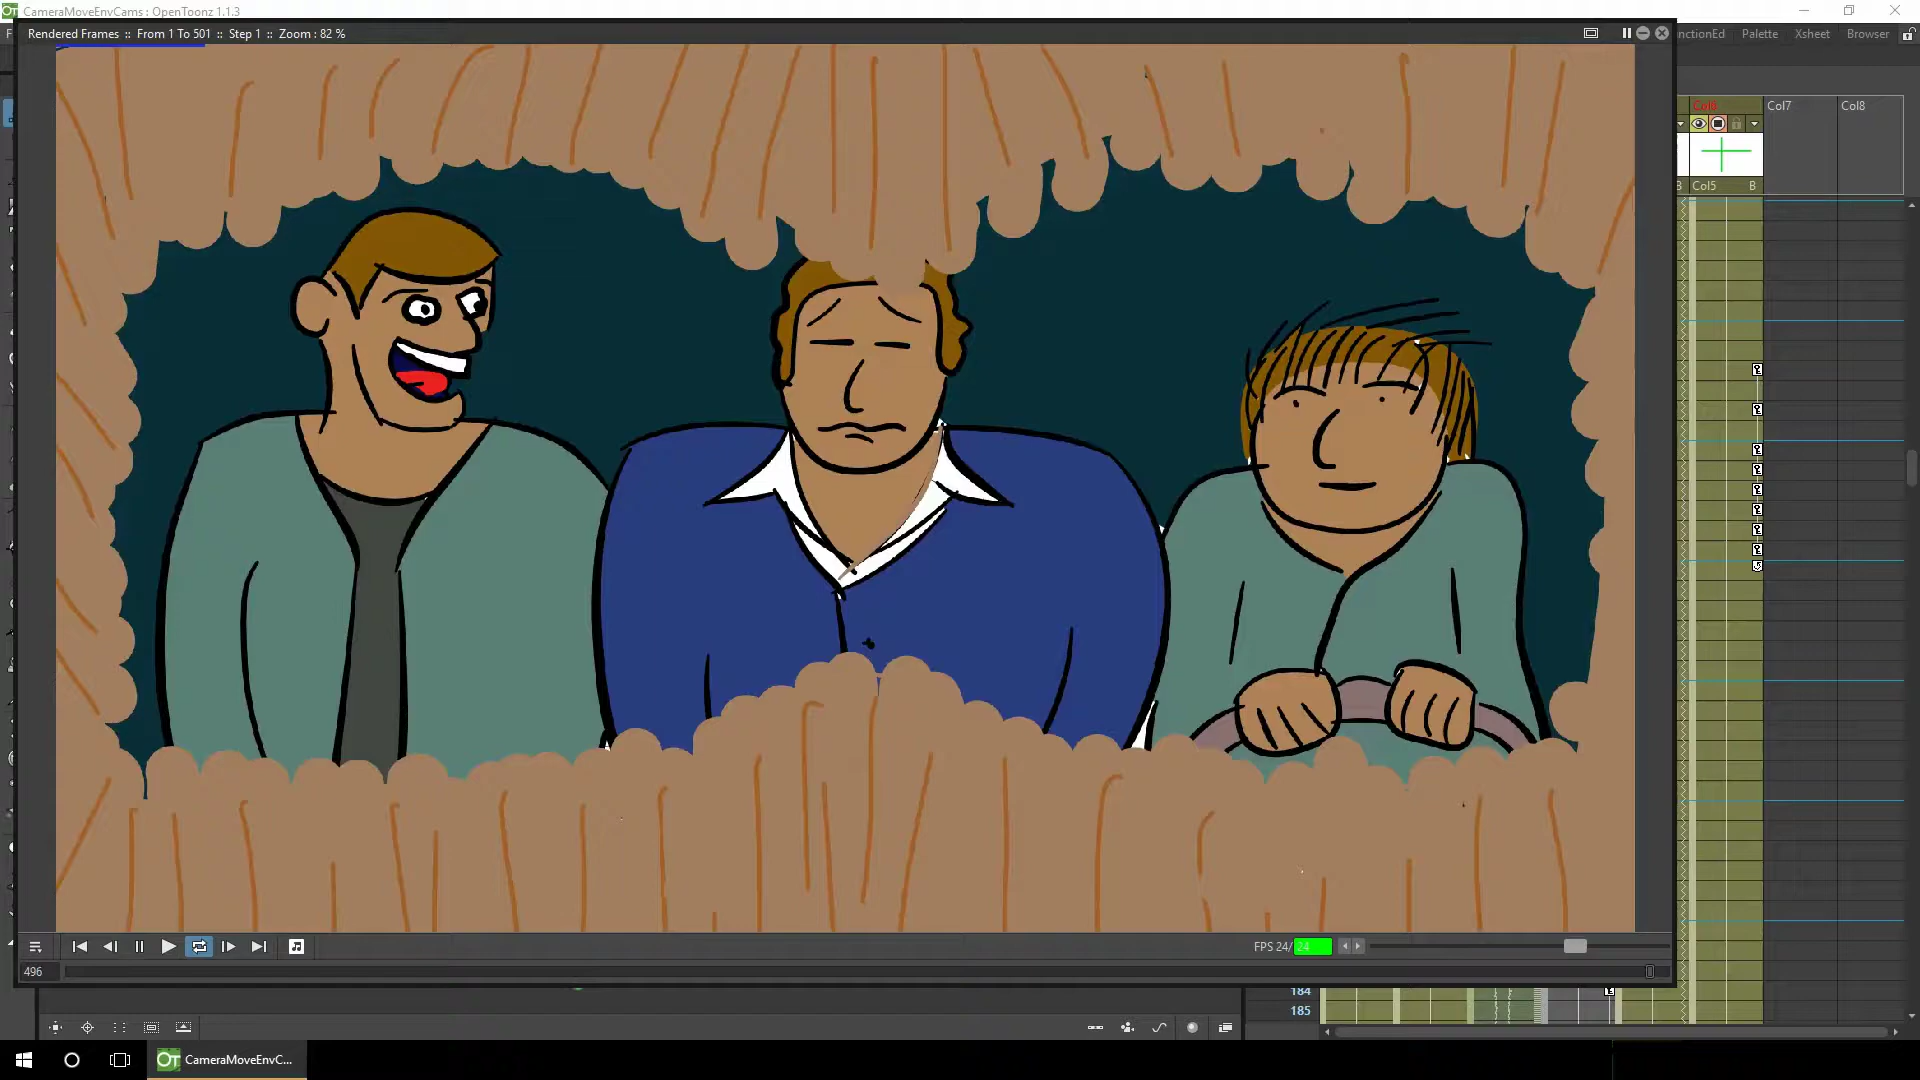 CameraMoveEnvCams : OpenToonz 1.1.3
Rendered Frames :: From 1 To 501 :: Step 1 :: Zoom : 82 %
nctionEd Palette Xsheet Browser
Col6 Col7 Col8
B Col5 B
FPS 24/24
496
184
185
CameraMoveEnvC...